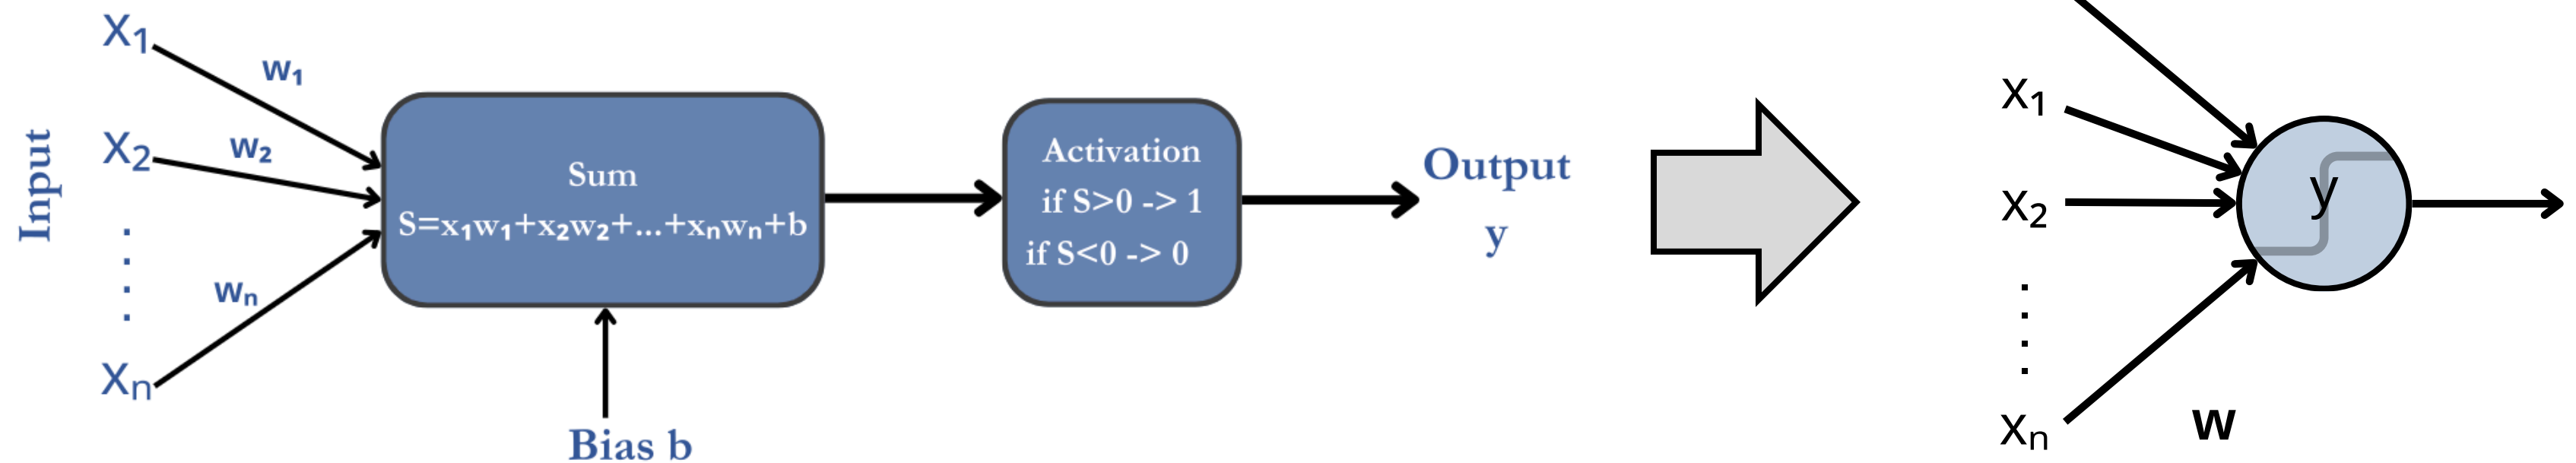 Input
X₁
w₁
X₂
w₂
.
.
.
.
wₙ
Xₙ
Sum
S=x₁w₁+x₂w₂+...+xₙwₙ+b
Bias b
Activation
if S>0 -> 1
if S<0 -> 0
Output
y
x₁
x₂
.
.
.
.
xₙ
w
y